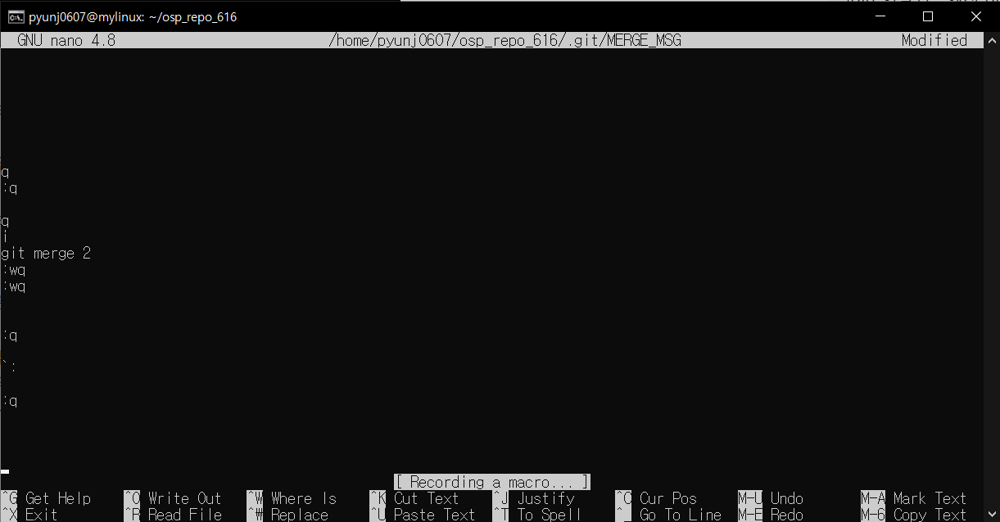 pyunj0607@mylinux: ~/osp_repo_616
GNU nano 4.8 /home/pyunj0607/osp_repo_616/.git/MERGE_MSG Modified
q
:q
q
i
git merge 2
:wq
:wq
:q
`:
:q
[ Recording a macro... ]
^G Get Help ^O Write Out ^W Where Is ^K Cut Text ^J Justify ^C Cur Pos M-U Undo M-A Mark Text
^X Exit ^R Read File ^₩ Replace ^U Paste Text ^T To Spell ^_ Go To Line M-E Redo M-6 Copy Text